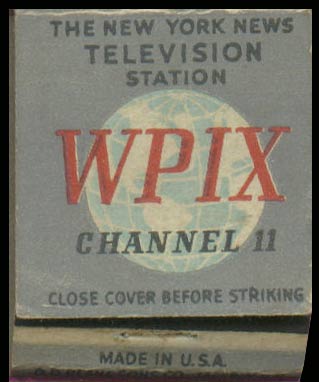 THE NEW YORK NEWS
TELEVISION
STATION
WPIX
CHANNEL 11
CLOSE COVER BEFORE STRIKING
MADE IN U.S.A.